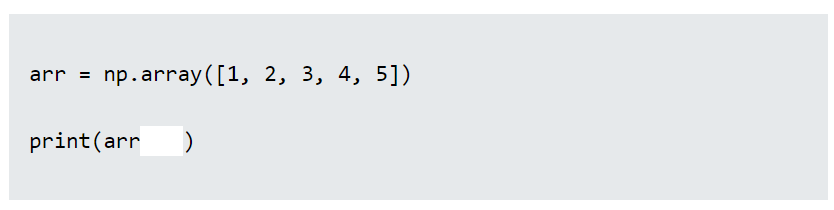 arr = np.array([1, 2, 3, 4, 5])
print(arr    )